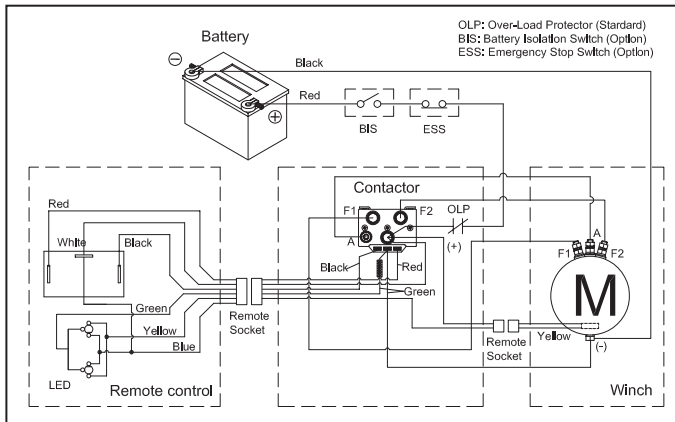 OLP: Over-Load Protector (Stardard)
BIS: Battery Isolation Switch (Option)
ESS: Emergency Stop Switch (Option)
Battery
Black
Red
BIS
ESS
Contactor
F1
F2
OLP
A
(+)
Black
Red
Green
Red
White
Black
Green
Yellow
Blue
LED
Remote
Socket
Remote control
Remote
Socket
Yellow
A
F1
F2
M
(-)
Winch